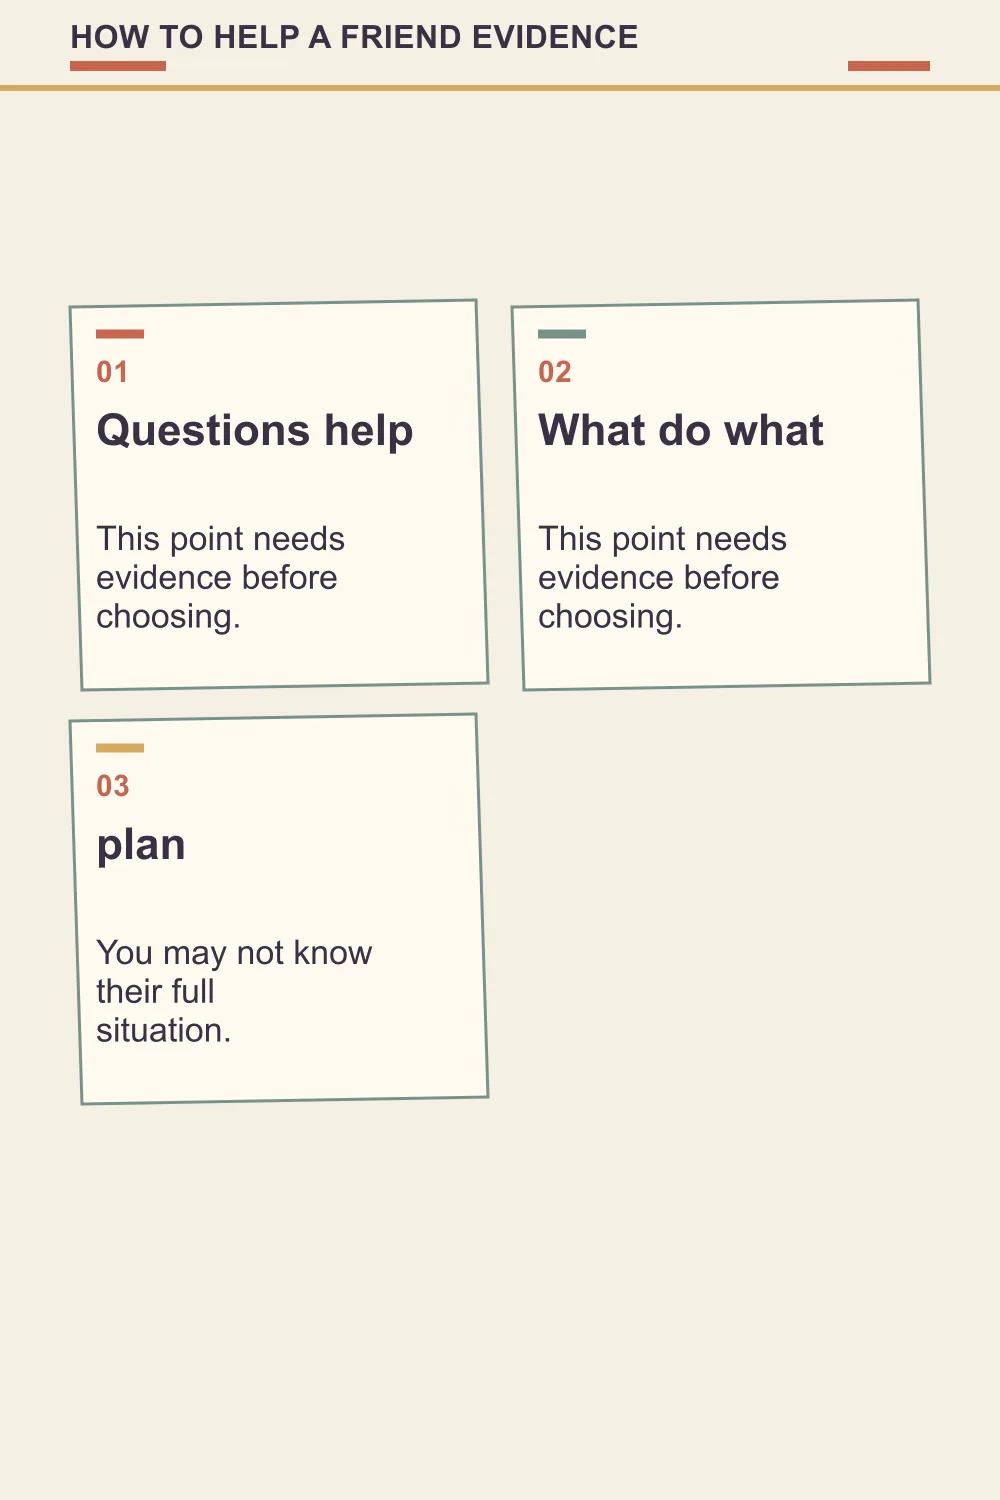 HOW TO HELP A FRIEND EVIDENCE
01
Questions help
This point needs
evidence before
choosing.
02
What do what
This point needs
evidence before
choosing.
03
plan
You may not know
their full
situation.